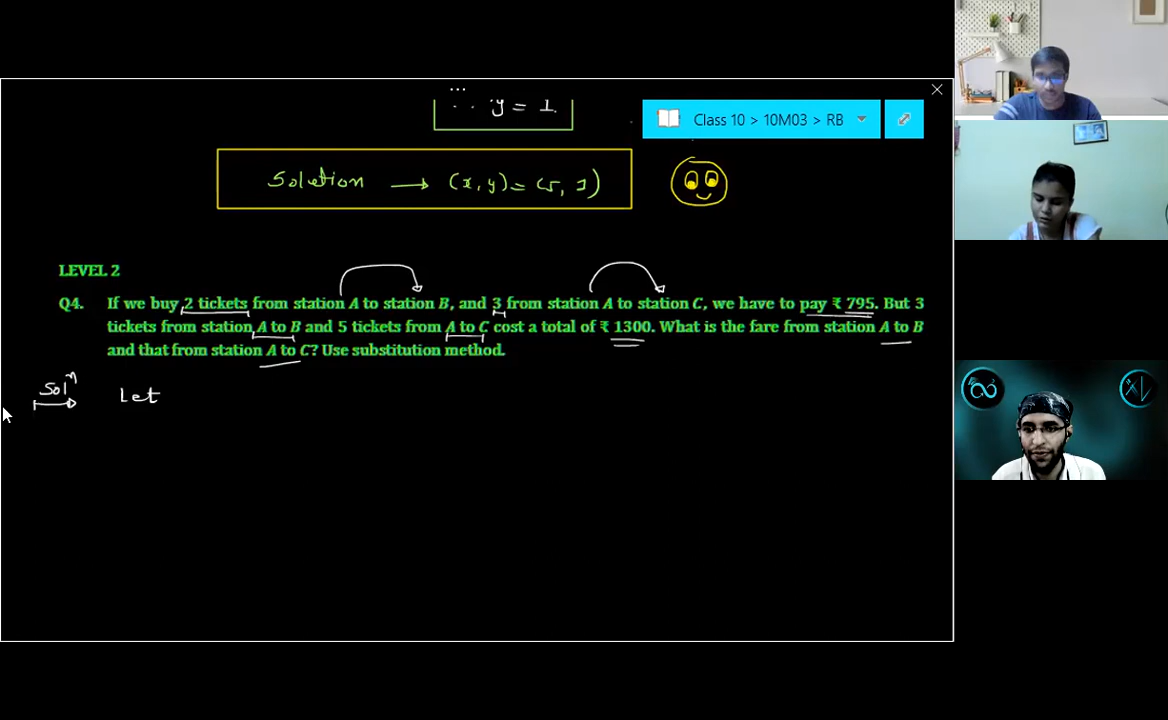 ...
∴ y = 1.
Class 10 > 10M03 > RB
Solution → (x, y) = (5, 1)
LEVEL 2
Q4. If we buy 2 tickets from station A to station B, and 3 from station A to station C, we have to pay ₹ 795. But 3
tickets from station A to B and 5 tickets from A to C cost a total of ₹ 1300. What is the fare from station A to B
and that from station A to C? Use substitution method.
Solⁿ Let